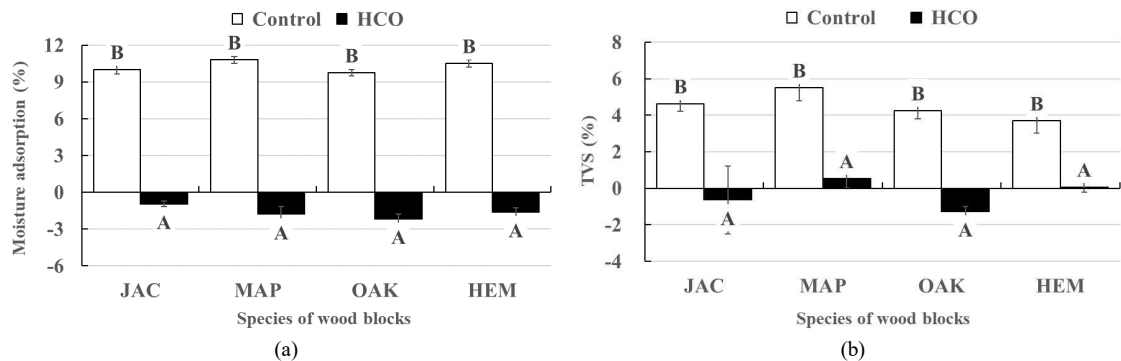 Control HCO
Moisture adsorption (%)
12
9
6
3
0
-3
-6
B B B B
A A A A
JAC MAP OAK HEM
Species of wood blocks
(a)
Control HCO
TVS (%)
8
6
4
2
0
-2
-4
B B B B
A A A A
JAC MAP OAK HEM
Species of wood blocks
(b)